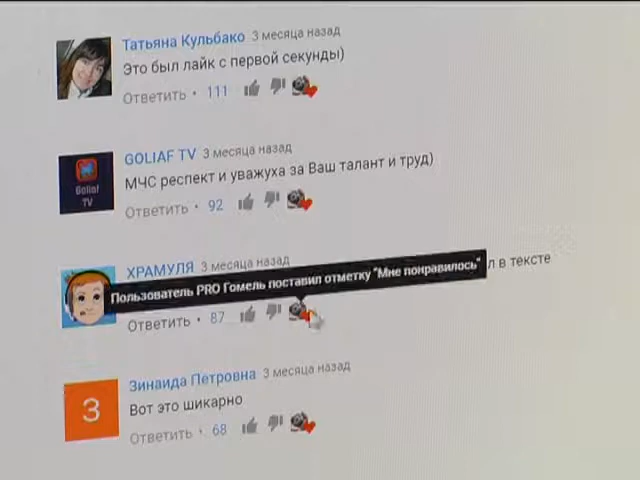 Татьяна Кульбако 3 месяца назад
Это был лайк с первой секунды)
Ответить • 111
GOLIAF TV 3 месяца назад
МЧС респект и уважуха за Ваш талант и труд)
Goliaf
TV
Ответить • 92
ХРАМУЛЯ 3 месяца назад
Пользователь PRO Гомель поставил отметку "Мне понравилось" л в тексте
Ответить • 87
Зинаида Петровна 3 месяца назад
З
Вот это шикарно
Ответить • 68